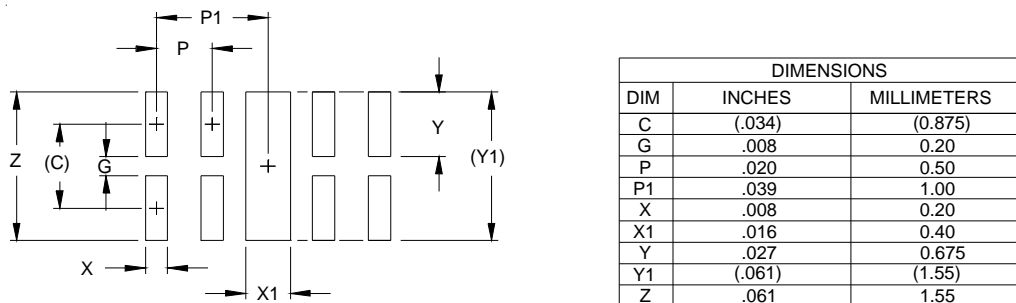 P1
P
Z
(C)
G
Y
(Y1)
X
X1
DIMENSIONS
DIM INCHES MILLIMETERS
C (.034) (0.875)
G .008 0.20
P .020 0.50
P1 .039 1.00
X .008 0.20
X1 .016 0.40
Y .027 0.675
Y1 (.061) (1.55)
Z .061 1.55